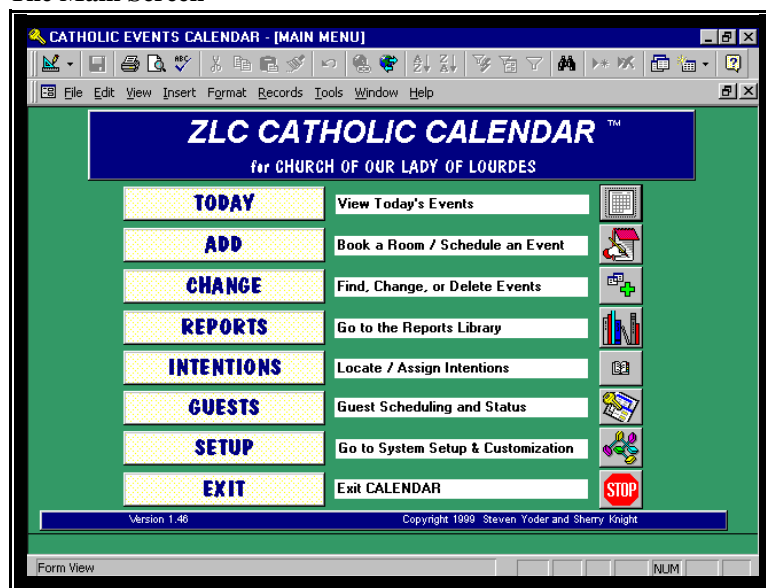 The Main Screen
CATHOLIC EVENTS CALENDAR - [MAIN MENU]
File Edit View Insert Format Records Tools Window Help
ZLC CATHOLIC CALENDAR ™
for CHURCH OF OUR LADY OF LOURDES
TODAY View Today's Events
ADD Book a Room / Schedule an Event
CHANGE Find, Change, or Delete Events
REPORTS Go to the Reports Library
INTENTIONS Locate / Assign Intentions
GUESTS Guest Scheduling and Status
SETUP Go to System Setup & Customization
EXIT Exit CALENDAR STOP
Version 1.46 Copyright 1999 Steven Yoder and Sherry Knight
Form View NUM